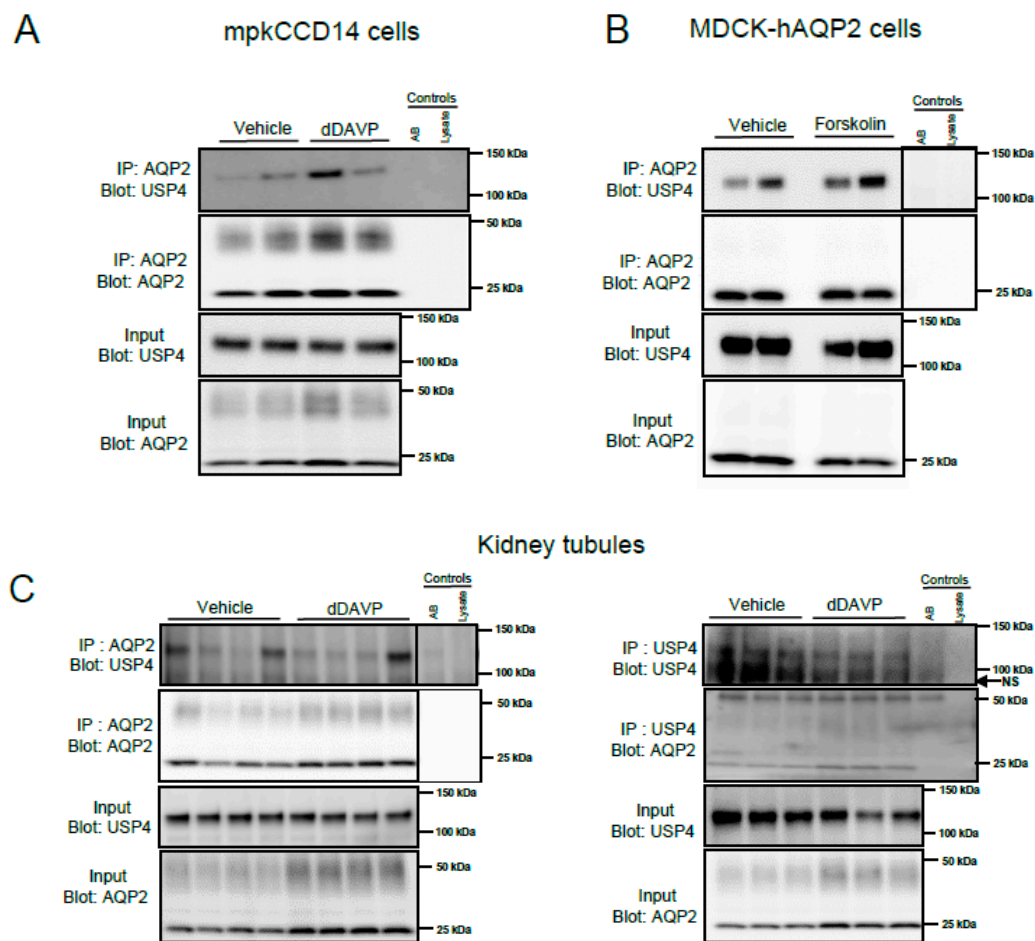 A
mpkCCD14 cells
Controls
Vehicle
dDAVP
AB
Lysate
IP: AQP2
Blot: USP4
150 kDa
100 kDa
IP: AQP2
Blot: AQP2
50 kDa
25 kDa
Input
Blot: USP4
150 kDa
100 kDa
Input
Blot: AQP2
50 kDa
25 kDa
B
MDCK-hAQP2 cells
Controls
Vehicle
Forskolin
AB
Lysate
IP: AQP2
Blot: USP4
150 kDa
100 kDa
IP: AQP2
Blot: AQP2
25 kDa
Input
Blot: USP4
150 kDa
100 kDa
Input
Blot: AQP2
25 kDa
Kidney tubules
C
Controls
Vehicle
dDAVP
AB
Lysate
IP : AQP2
Blot: USP4
150 kDa
100 kDa
IP : AQP2
Blot: AQP2
50 kDa
25 kDa
Input
Blot: USP4
150 kDa
100 kDa
Input
Blot: AQP2
50 kDa
25 kDa
Controls
Vehicle
dDAVP
AB
Lysate
IP : USP4
Blot: USP4
150 kDa
100 kDa
NS
IP : USP4
Blot: AQP2
50 kDa
25 kDa
Input
Blot: USP4
150 kDa
100 kDa
Input
Blot: AQP2
50 kDa
25 kDa